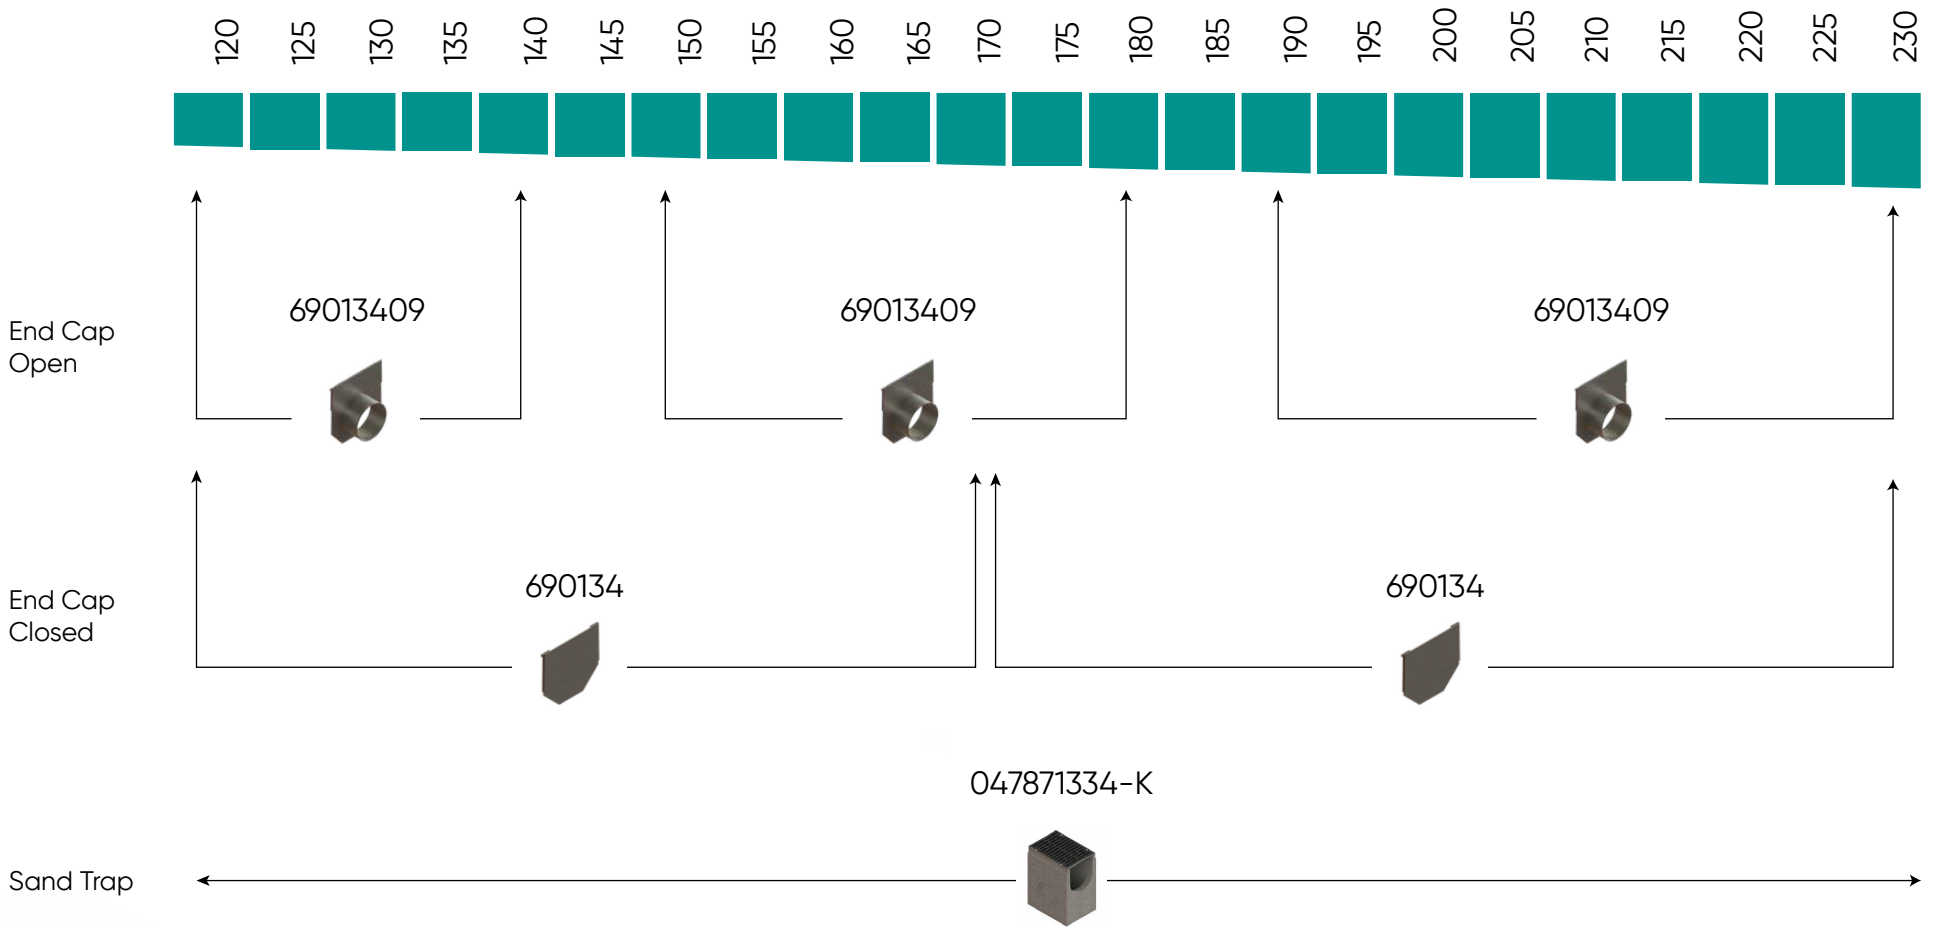 120 125 130 135 140 145 150 155 160 165 170 175 180 185 190 195 200 205 210 215 220 225 230
69013409 69013409 69013409
End Cap
Open
690134 690134
End Cap
Closed
047871334-K
Sand Trap